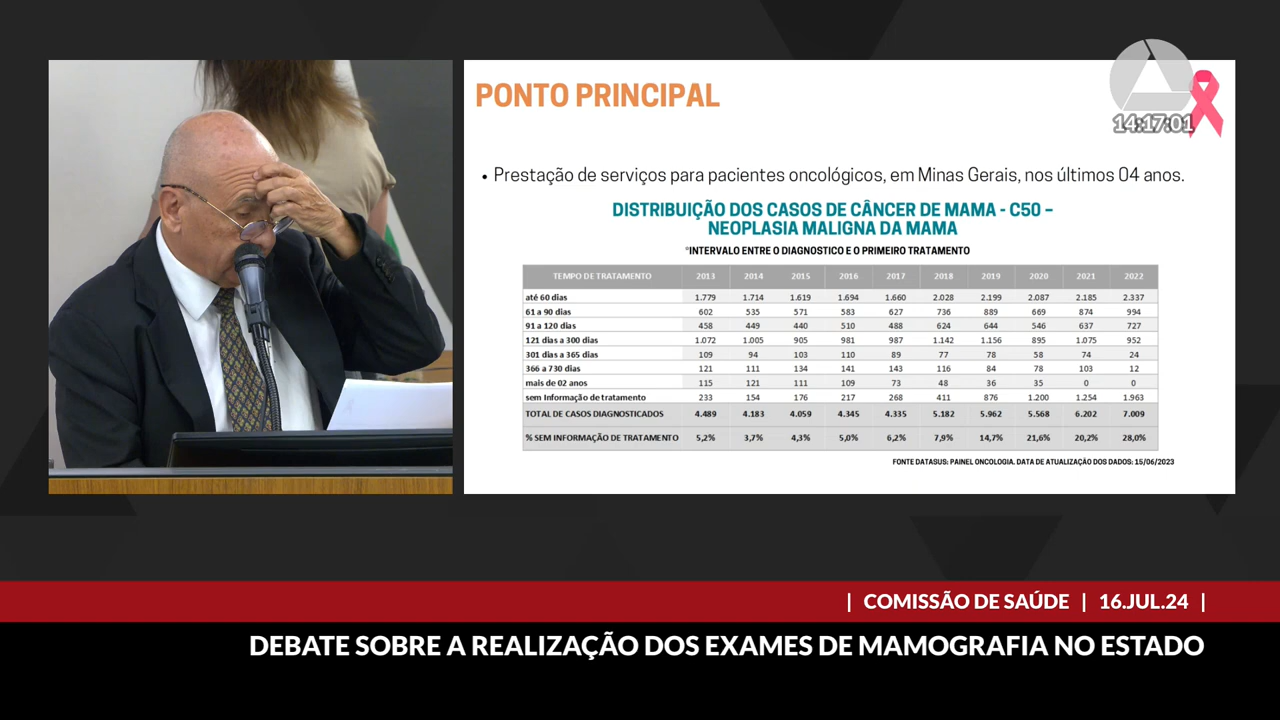 PONTO PRINCIPAL
14:17:01
• Prestação de serviços para pacientes oncológicos, em Minas Gerais, nos últimos 04 anos.
DISTRIBUIÇÃO DOS CASOS DE CÂNCER DE MAMA - C50 –
NEOPLASIA MALIGNA DA MAMA
*INTERVALO ENTRE O DIAGNOSTICO E O PRIMEIRO TRATAMENTO
TEMPO DE TRATAMENTO 2013 2014 2015 2016 2017 2018 2019 2020 2021 2022
até 60 dias 1.779 1.714 1.619 1.694 1.660 2.028 2.199 2.087 2.185 2.337
61 a 90 dias 602 535 571 583 627 736 889 669 874 994
91 a 120 dias 458 449 440 510 488 624 644 546 637 727
121 dias a 300 dias 1.072 1.005 905 981 987 1.142 1.156 895 1.075 952
301 dias a 365 dias 109 94 103 110 89 77 78 58 74 24
366 a 730 dias 121 111 134 141 143 116 84 78 103 12
mais de 02 anos 115 121 111 109 73 48 36 35 0 0
sem Informação de tratamento 233 154 176 217 268 411 876 1.200 1.254 1.963
TOTAL DE CASOS DIAGNOSTICADOS 4.489 4.183 4.059 4.345 4.335 5.182 5.962 5.568 6.202 7.009
% SEM INFORMAÇÃO DE TRATAMENTO 5,2% 3,7% 4,3% 5,0% 6,2% 7,9% 14,7% 21,6% 20,2% 28,0%
FONTE DATASUS: PAINEL ONCOLOGIA. DATA DE ATUALIZAÇÃO DOS DADOS: 15/06/2023
| COMISSÃO DE SAÚDE | 16.JUL.24 |
DEBATE SOBRE A REALIZAÇÃO DOS EXAMES DE MAMOGRAFIA NO ESTADO